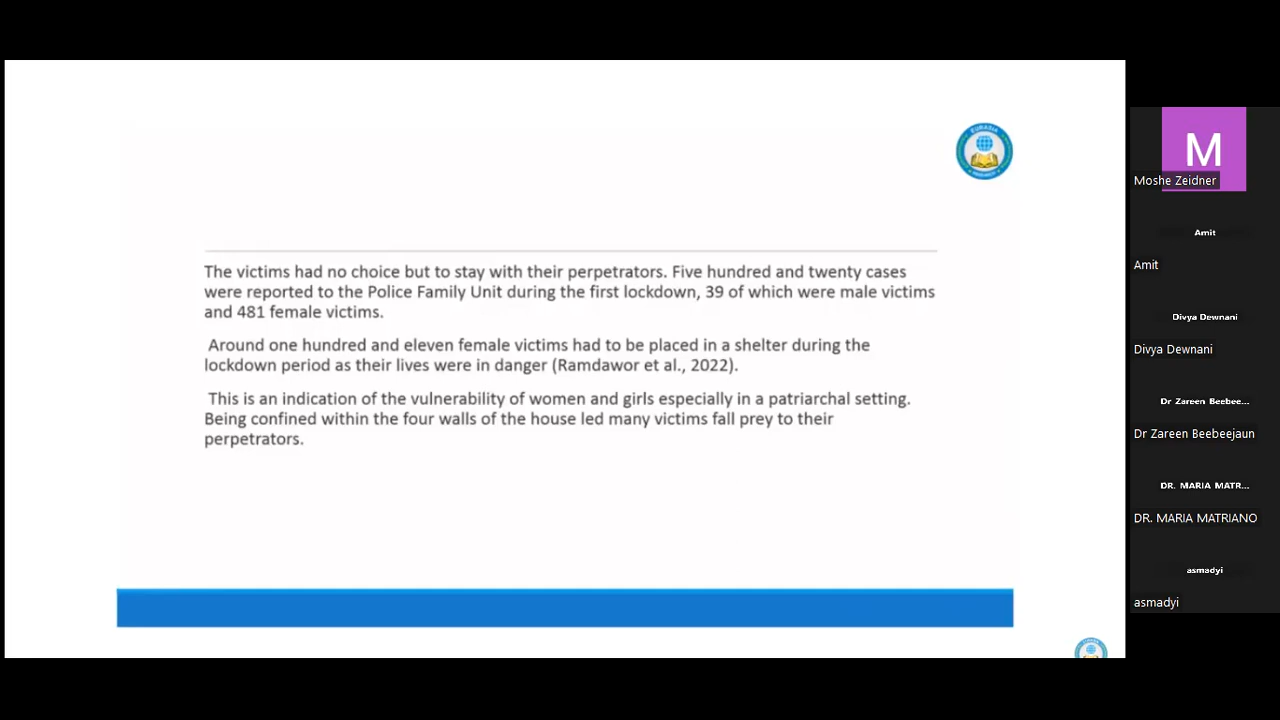 The victims had no choice but to stay with their perpetrators. Five hundred and twenty cases
were reported to the Police Family Unit during the first lockdown, 39 of which were male victims
and 481 female victims.
Around one hundred and eleven female victims had to be placed in a shelter during the
lockdown period as their lives were in danger (Ramdawor et al., 2022).
This is an indication of the vulnerability of women and girls especially in a patriarchal setting.
Being confined within the four walls of the house led many victims fall prey to their
perpetrators.
M
Moshe Zeidner
Amit
Amit
Divya Dewnani
Divya Dewnani
Dr Zareen Beebee...
Dr Zareen Beebeejaun
DR. MARIA MATR...
DR. MARIA MATRIANO
asmadyi
asmadyi